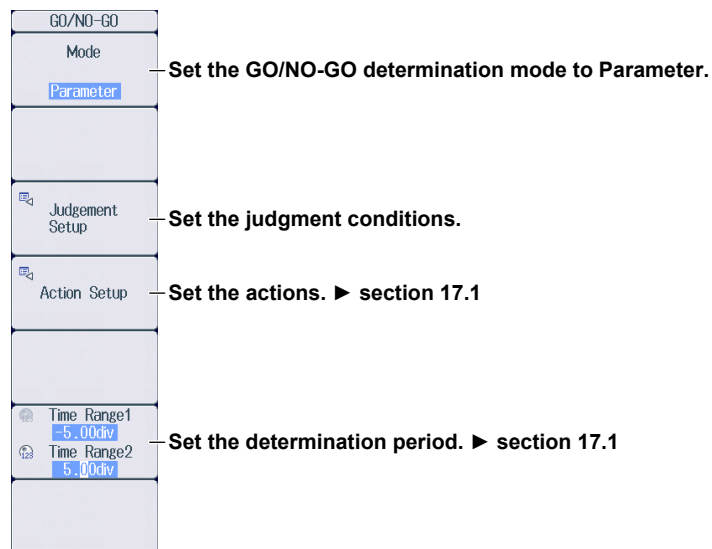 GO/NO-GO
Mode
Parameter
Set the GO/NO-GO determination mode to Parameter.
Judgement
Setup
Set the judgment conditions.
Action Setup
Set the actions. ► section 17.1
Time Range1
-5.00div
123
Time Range2
5.00div
Set the determination period. ► section 17.1